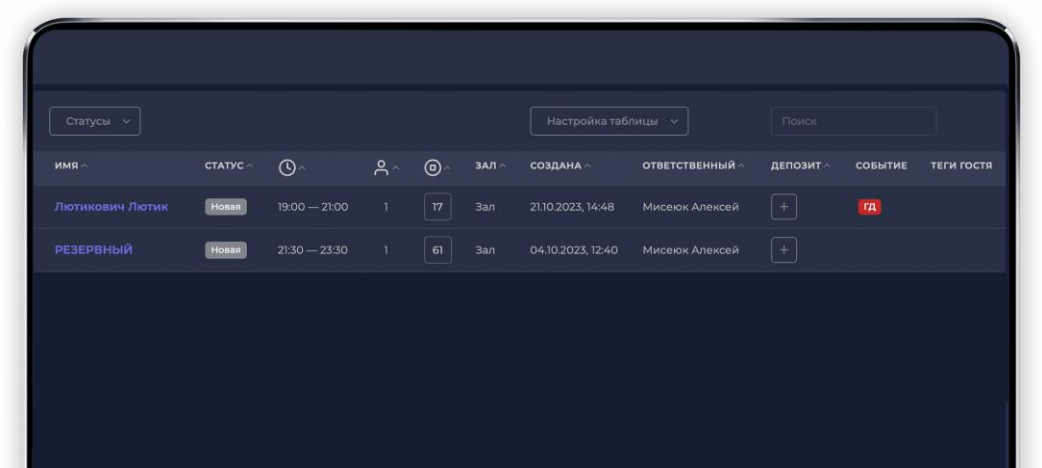 Статусы Настройка таблицы Поиск
ИМЯ СТАТУС ЗАЛ СОЗДАНА ОТВЕТСТВЕННЫЙ ДЕПОЗИТ СОБЫТИЕ ТЕГИ ГОСТЯ
Лютикович Лютик Новая 19:00 — 21:00 1 17 Зал 21.10.2023, 14:48 Мисеюк Алексей + ГД
РЕЗЕРВНЫЙ Новая 21:30 — 23:30 1 61 Зал 04.10.2023, 12:40 Мисеюк Алексей +